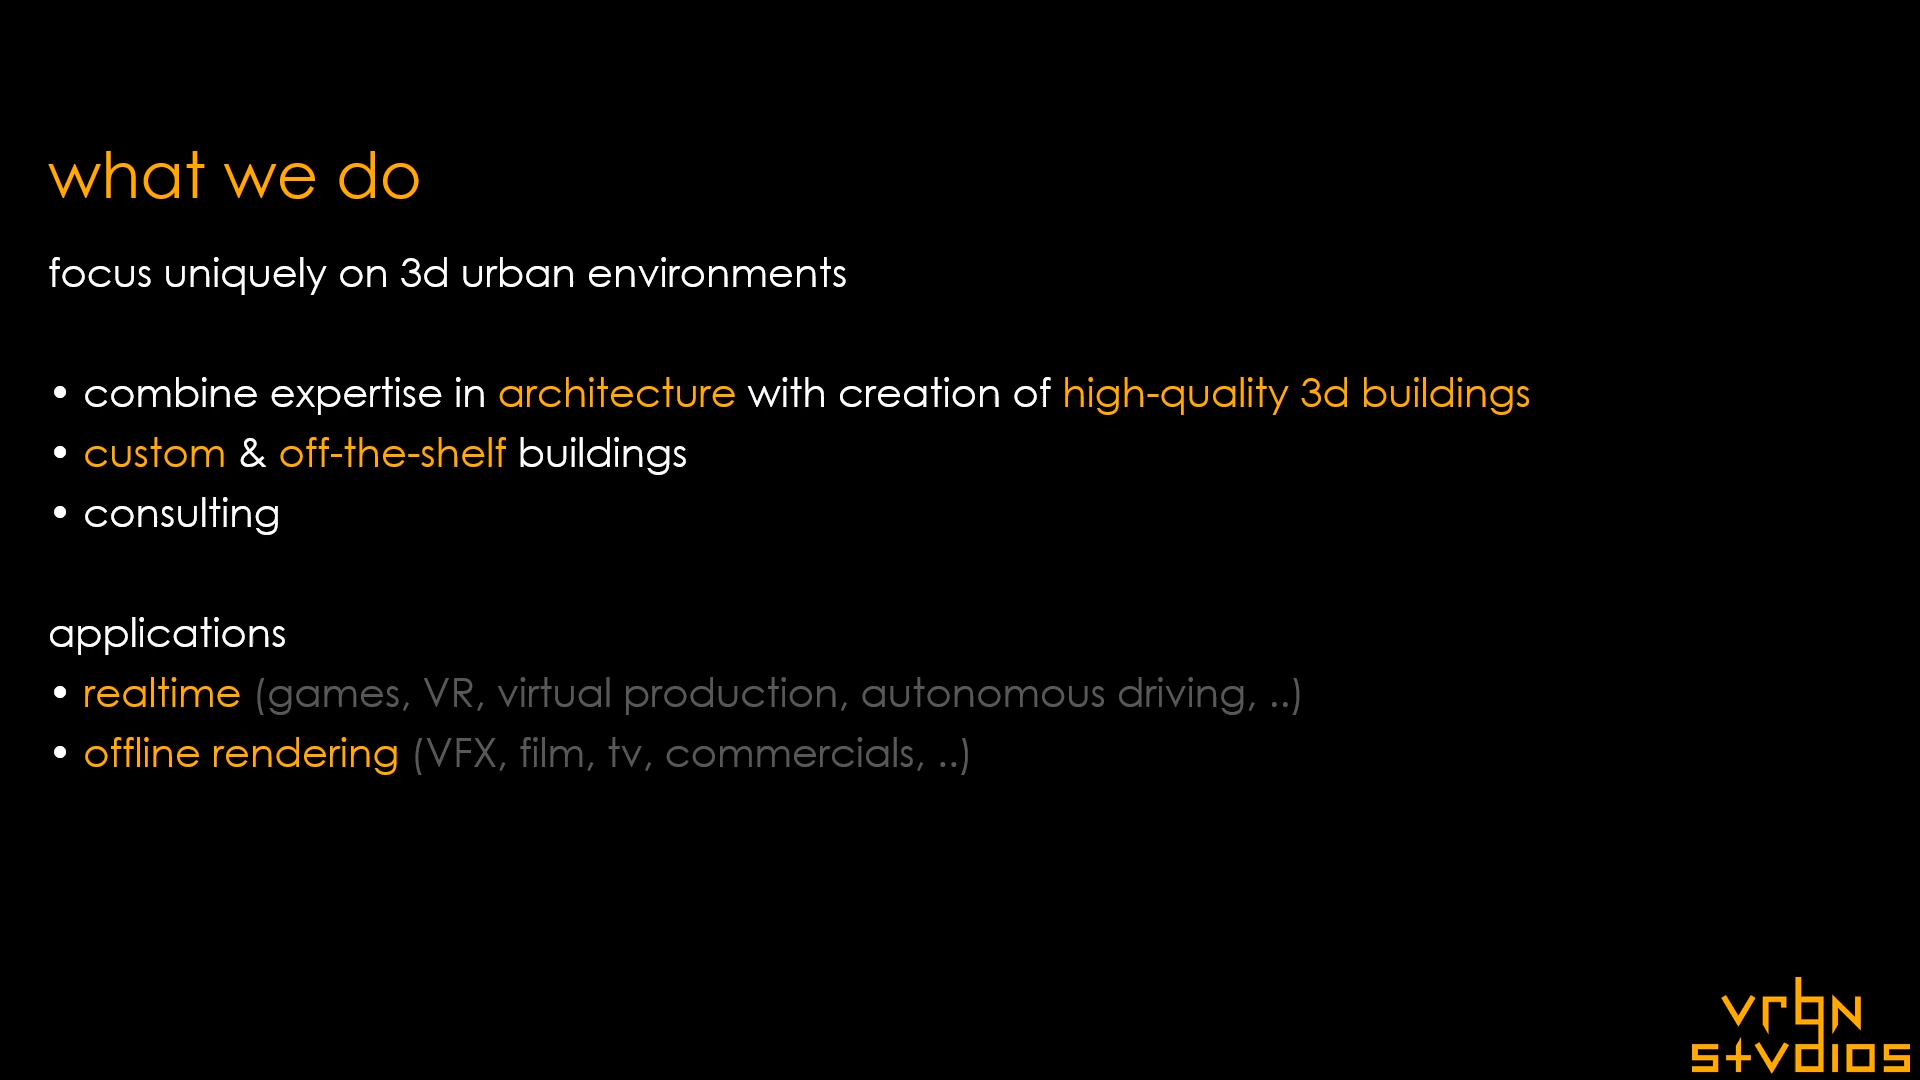 what we do
focus uniquely on 3d urban environments
• combine expertise in architecture with creation of high-quality 3d buildings
• custom & off-the-shelf buildings
• consulting
applications
• realtime (games, VR, virtual production, autonomous driving, ..)
• offline rendering (VFX, film, tv, commercials, ..)
vrbn
stvdios